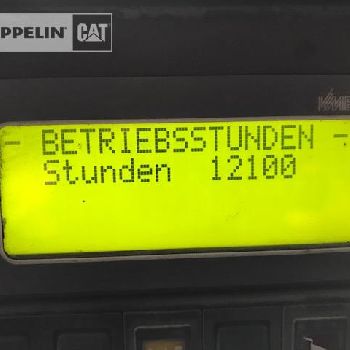 PPELIN CAT
- BETRIEBSSTUNDEN -
Stunden 12100